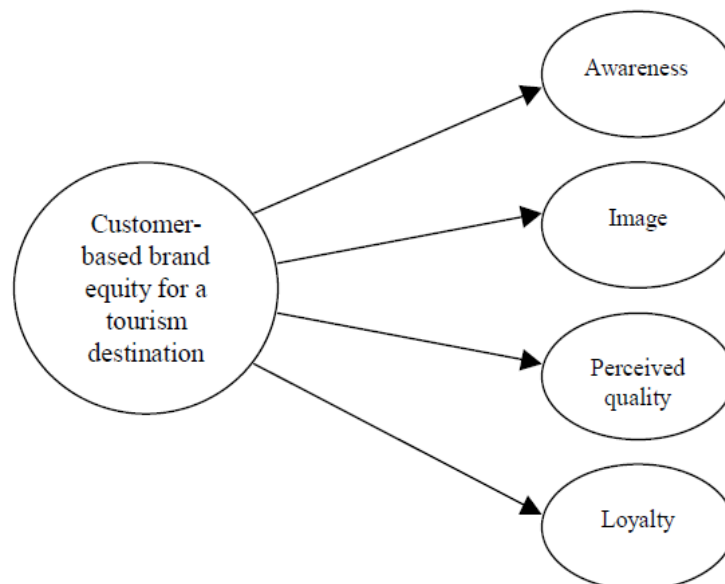 Awareness
Customer-
based brand
equity for a
tourism
destination
Image
Perceived
quality
Loyalty